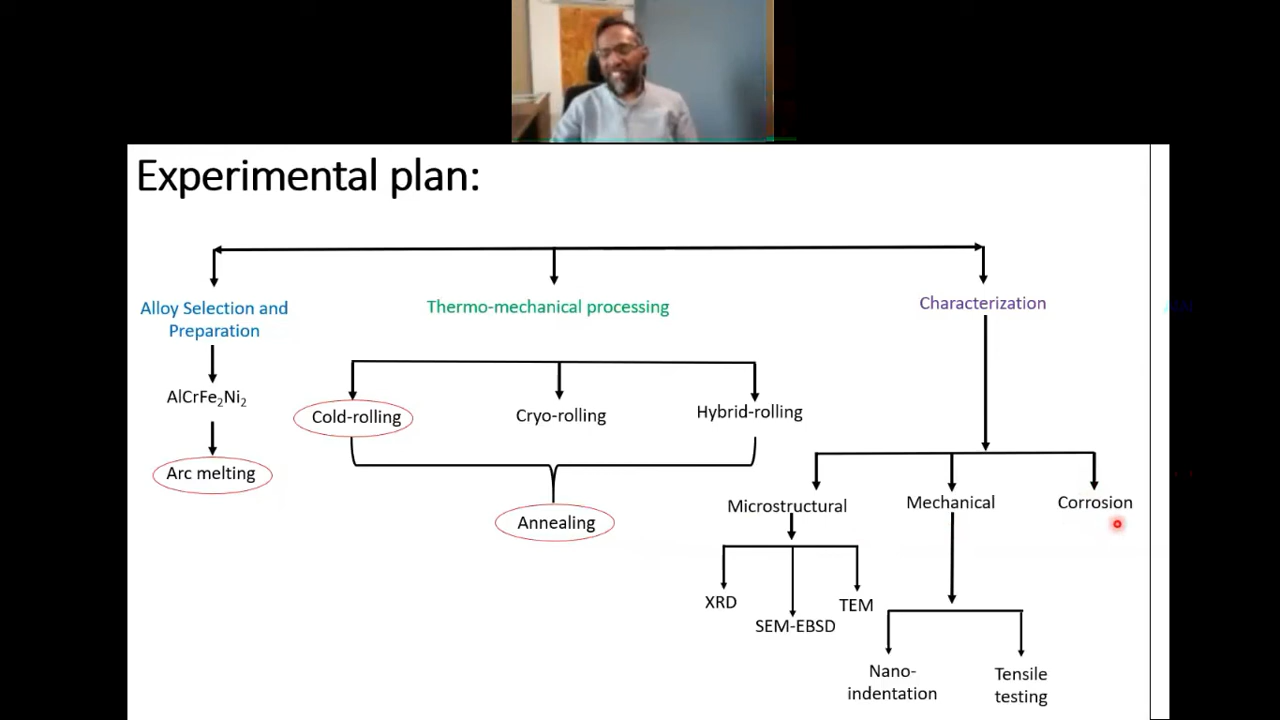 Experimental plan:
Alloy Selection and
Preparation
Thermo-mechanical processing
Characterization
AlCrFe₂Ni₂
Arc melting
Cold-rolling
Cryo-rolling
Hybrid-rolling
Annealing
Microstructural
Mechanical
Corrosion
XRD
SEM-EBSD
TEM
Nano-
indentation
Tensile
testing